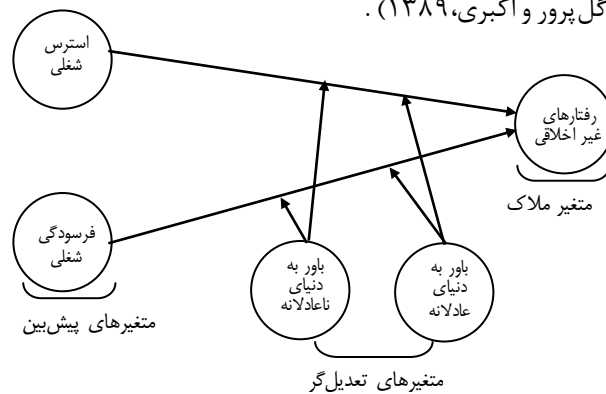 گل‌پرور و اکبری، ۱۳۸۹) .
استرس
شغلی
رفتارهای
غیر اخلاقی
متغیر ملاک
فرسودگی
شغلی
متغیرهای پیش‌بین
باور به
دنیای
ناعادلانه
باور به
دنیای
عادلانه
متغیرهای تعدیل‌گر